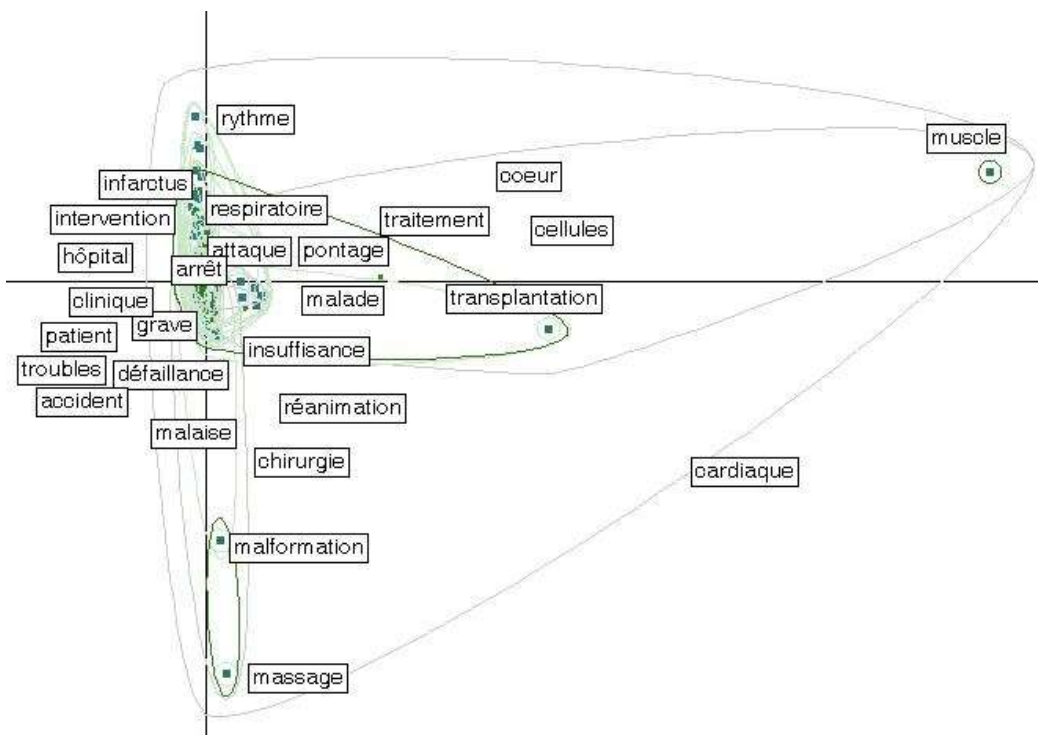 rythme
muscle
coeur
infarctus
respiratoire
intervention
traitement
cellules
attaque
pontage
hôpital
arrêt
clinique
malade
transplantation
grave
patient
insuffisance
troubles
défaillance
accident
réanimation
malaise
chirurgie
cardiaque
malformation
massage